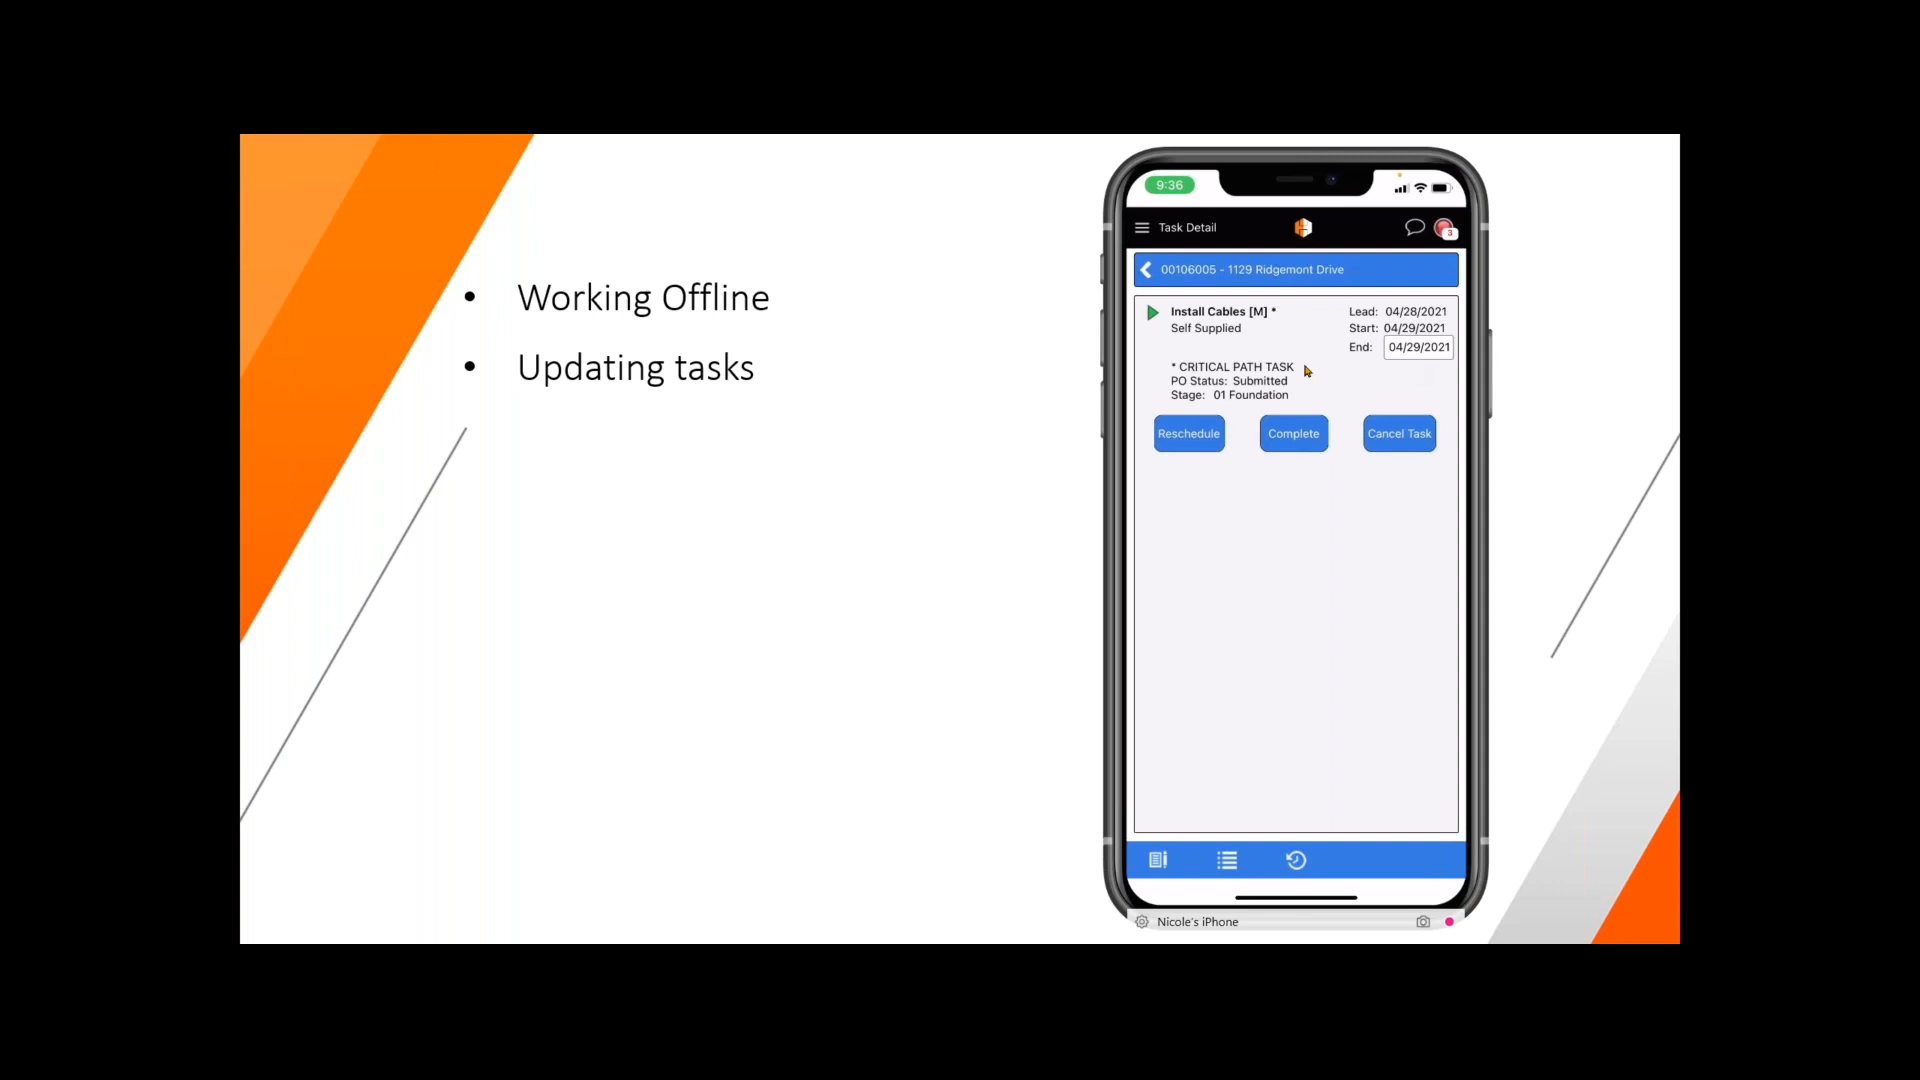 • Working Offline
• Updating tasks
9:36
Task Detail
3
00106005 - 1129 Ridgemont Drive
Install Cables [M] *
Self Supplied
Lead: 04/28/2021
Start: 04/29/2021
End: 04/29/2021
* CRITICAL PATH TASK
PO Status: Submitted
Stage: 01 Foundation
Reschedule
Complete
Cancel Task
Nicole's iPhone